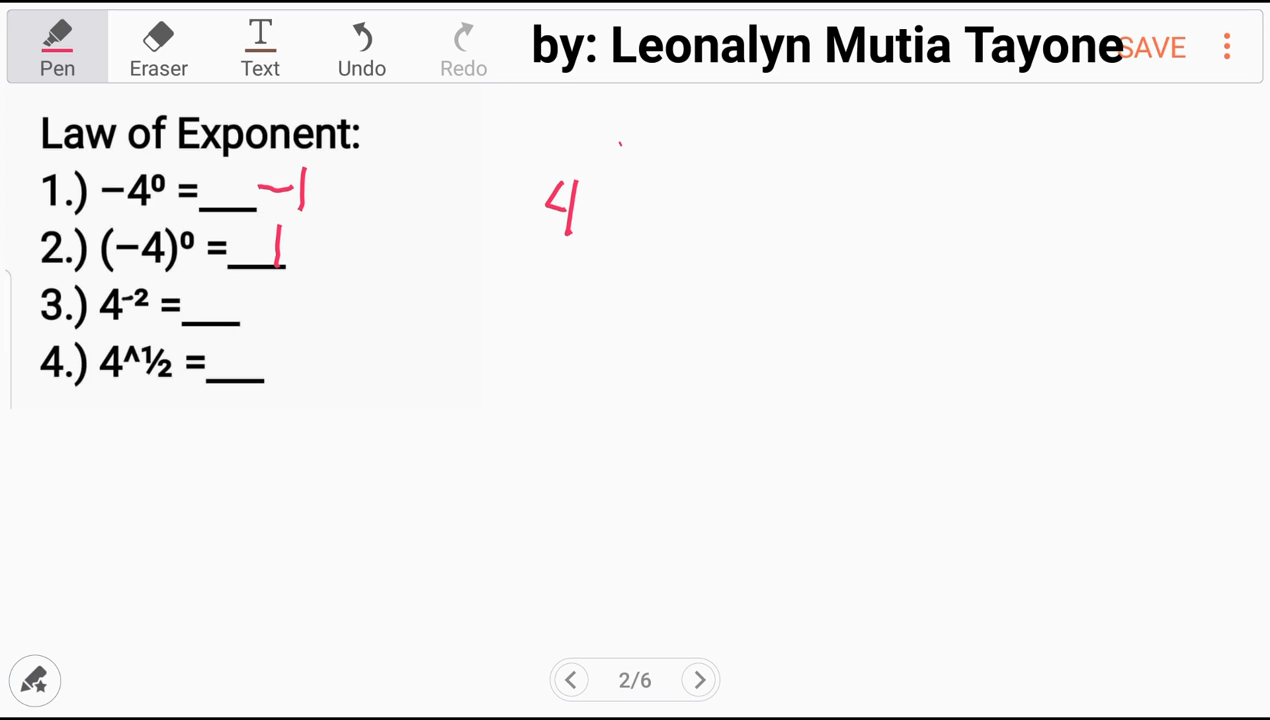 Pen
Eraser
Text
Undo
Redo
by: Leonalyn Mutia Tayone
SAVE
Law of Exponent:
1.) −4⁰ =___ −1
2.) (−4)⁰ =___ 1
3.) 4⁻² =___
4.) 4^½ =___
4
2/6